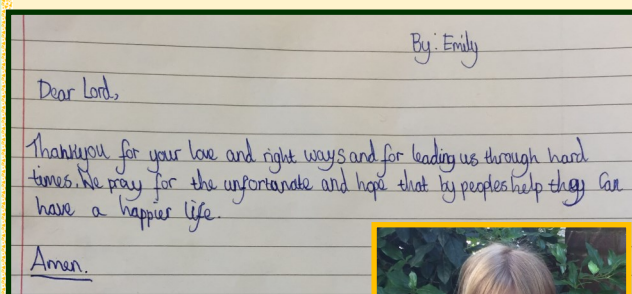 By: Emily
Dear Lord,
Thankyou for your love and right ways and for leading us through hard
times. We pray for the unfortanate and hope that by peoples help they can
have a happier life.
Amen.